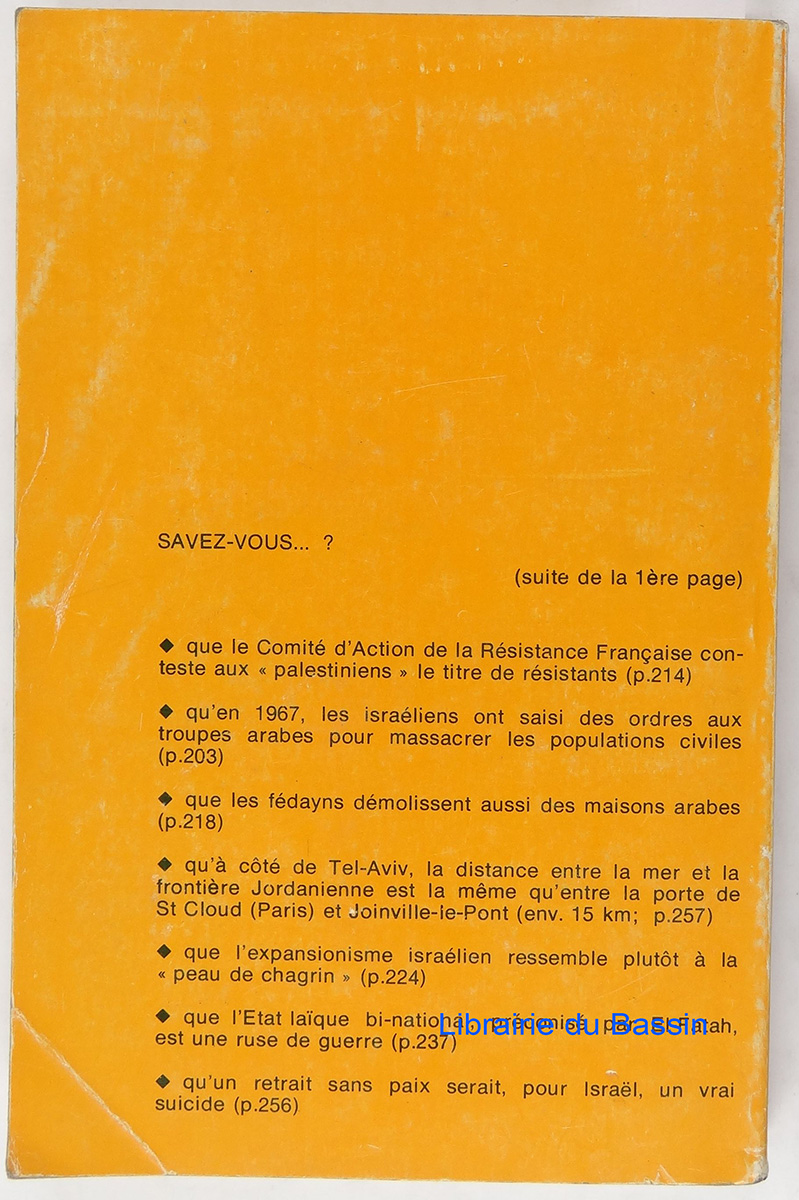 SAVEZ-VOUS... ?
(suite de la 1ère page)
◆ que le Comité d'Action de la Résistance Française con-
teste aux « palestiniens » le titre de résistants (p.214)
◆ qu'en 1967, les israéliens ont saisi des ordres aux
troupes arabes pour massacrer les populations civiles
(p.203)
◆ que les fédayns démolissent aussi des maisons arabes
(p.218)
◆ qu'à côté de Tel-Aviv, la distance entre la mer et la
frontière Jordanienne est la même qu'entre la porte de
St Cloud (Paris) et Joinville-le-Pont (env. 15 km; p.257)
◆ que l'expansionisme israélien ressemble plutôt à la
« peau de chagrin » (p.224)
◆ que l'Etat laïque bi-national, préconisé par El-Fatah,
est une ruse de guerre (p.237)
Librairie du Bassin
◆ qu'un retrait sans paix serait, pour Israël, un vrai
suicide (p.256)